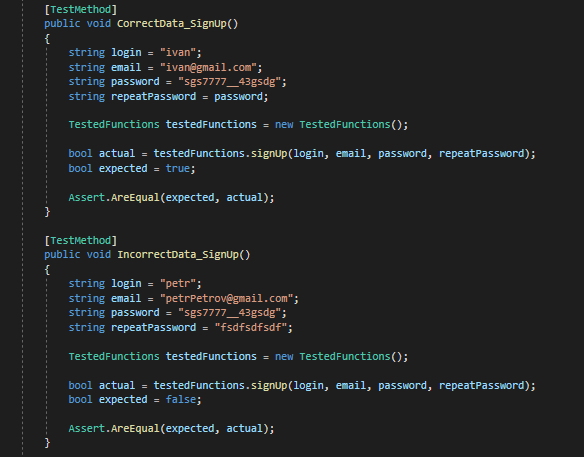 [TestMethod]
public void CorrectData_SignUp()
{
string login = "ivan";
string email = "ivan@gmail.com";
string password = "sgs7777__43gsdg";
string repeatPassword = password;
TestedFunctions testedFunctions = new TestedFunctions();
bool actual = testedFunctions.signUp(login, email, password, repeatPassword);
bool expected = true;
Assert.AreEqual(expected, actual);
}
[TestMethod]
public void IncorrectData_SignUp()
{
string login = "petr";
string email = "petrPetrov@gmail.com";
string password = "sgs7777__43gsdg";
string repeatPassword = "fsdfsdfsdf";
TestedFunctions testedFunctions = new TestedFunctions();
bool actual = testedFunctions.signUp(login, email, password, repeatPassword);
bool expected = false;
Assert.AreEqual(expected, actual);
}